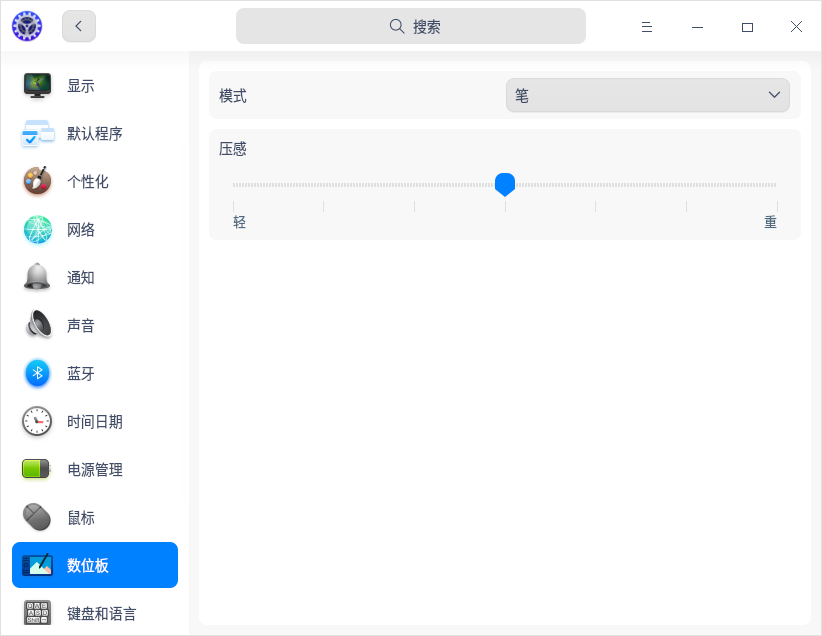 搜索
显示
默认程序
个性化
网络
通知
声音
蓝牙
时间日期
电源管理
鼠标
数位板
键盘和语言
模式
笔
压感
轻
重